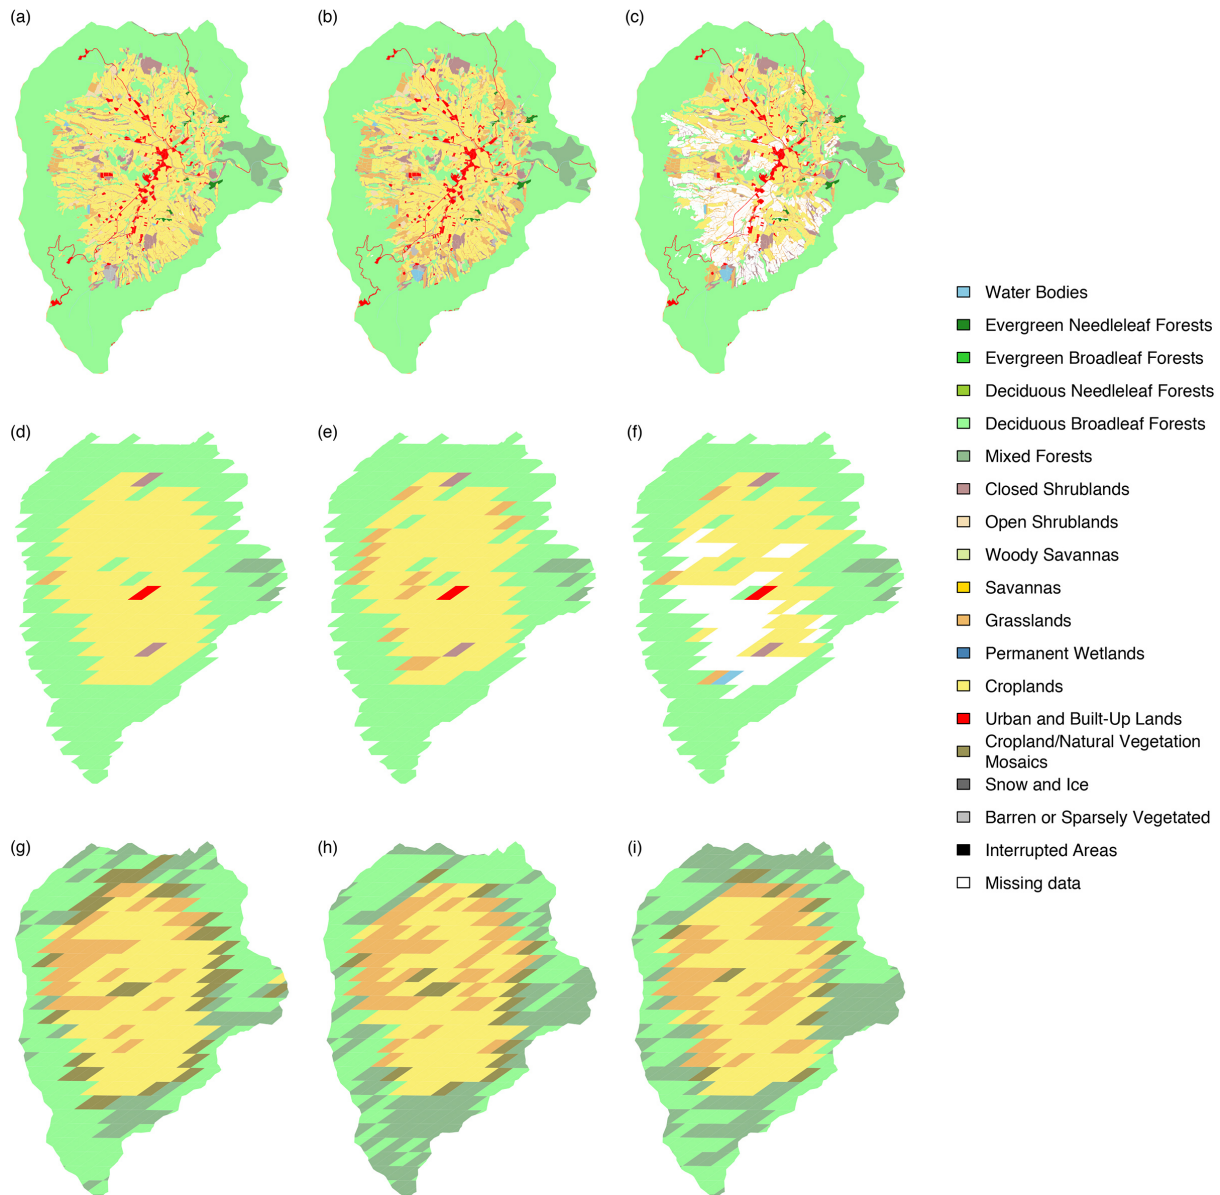 (a)
(b)
(c)
(d)
(e)
(f)
(g)
(h)
(i)
Water Bodies
Evergreen Needleleaf Forests
Evergreen Broadleaf Forests
Deciduous Needleleaf Forests
Deciduous Broadleaf Forests
Mixed Forests
Closed Shrublands
Open Shrublands
Woody Savannas
Savannas
Grasslands
Permanent Wetlands
Croplands
Urban and Built-Up Lands
Cropland/Natural Vegetation
Mosaics
Snow and Ice
Barren or Sparsely Vegetated
Interrupted Areas
Missing data